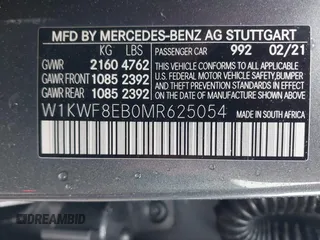 MFD BY MERCEDES-BENZ AG STUTTGART
KG LBS PASSENGER CAR 992 02/21
GVWR 2160 4762 THIS VEHICLE CONFORMS TO ALL APPLICABLE
GAWR FRONT 1085 2392 U.S. FEDERAL MOTOR VEHICLE SAFETY, BUMPER,
GAWR REAR 1085 2392 AND THEFT PREVENTION STANDARDS IN EFFECT ON THE DATE OF MANUFACTURE SHOWN ABOVE.
W1KWF8EB0MR625054 MADE IN SOUTH AFRICA
DREAMBID